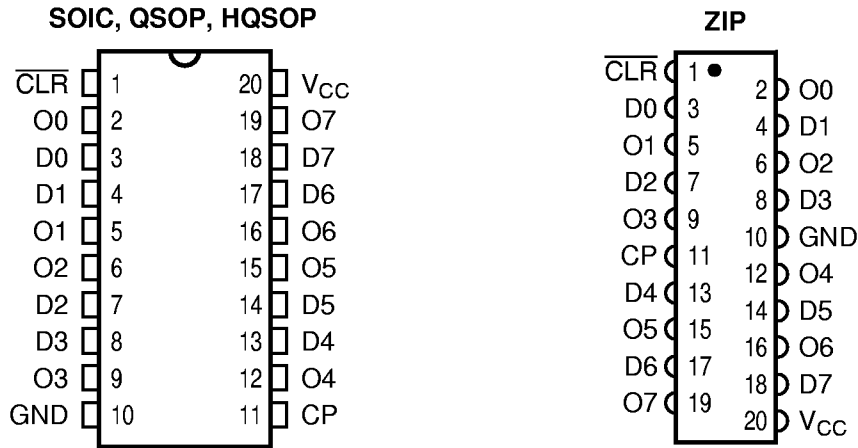 SOIC, QSOP, HQSOP
CLR 1 20 VCC
O0 2 19 O7
D0 3 18 D7
D1 4 17 D6
O1 5 16 O6
O2 6 15 O5
D2 7 14 D5
D3 8 13 D4
O3 9 12 O4
GND 10 11 CP
ZIP
CLR 1
2 O0
D0 3
4 D1
O1 5
6 O2
D2 7
8 D3
O3 9
10 GND
CP 11
12 O4
D4 13
14 D5
O5 15
16 O6
D6 17
18 D7
O7 19
20 VCC